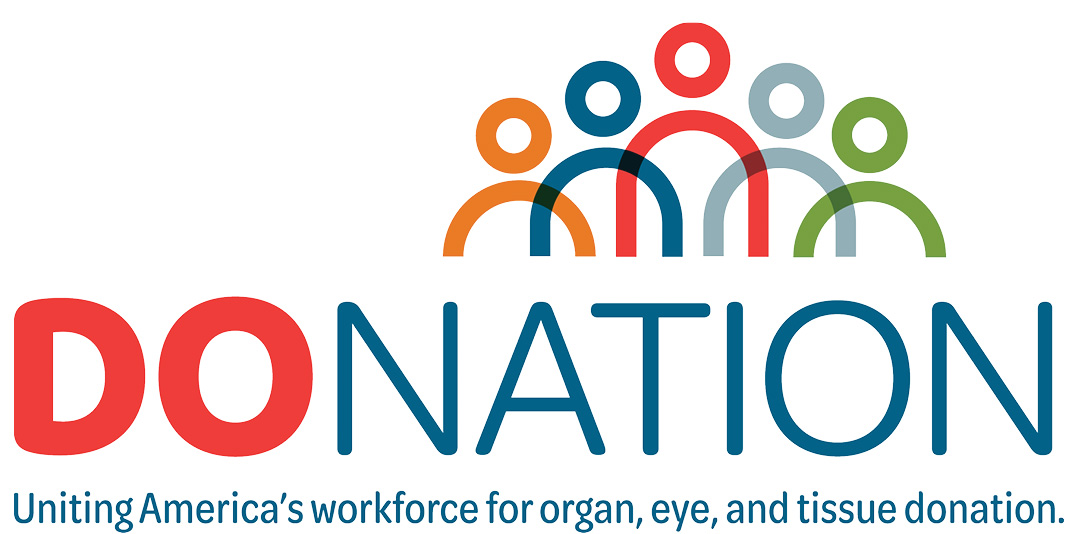 DONATION
Uniting America's workforce for organ, eye, and tissue donation.